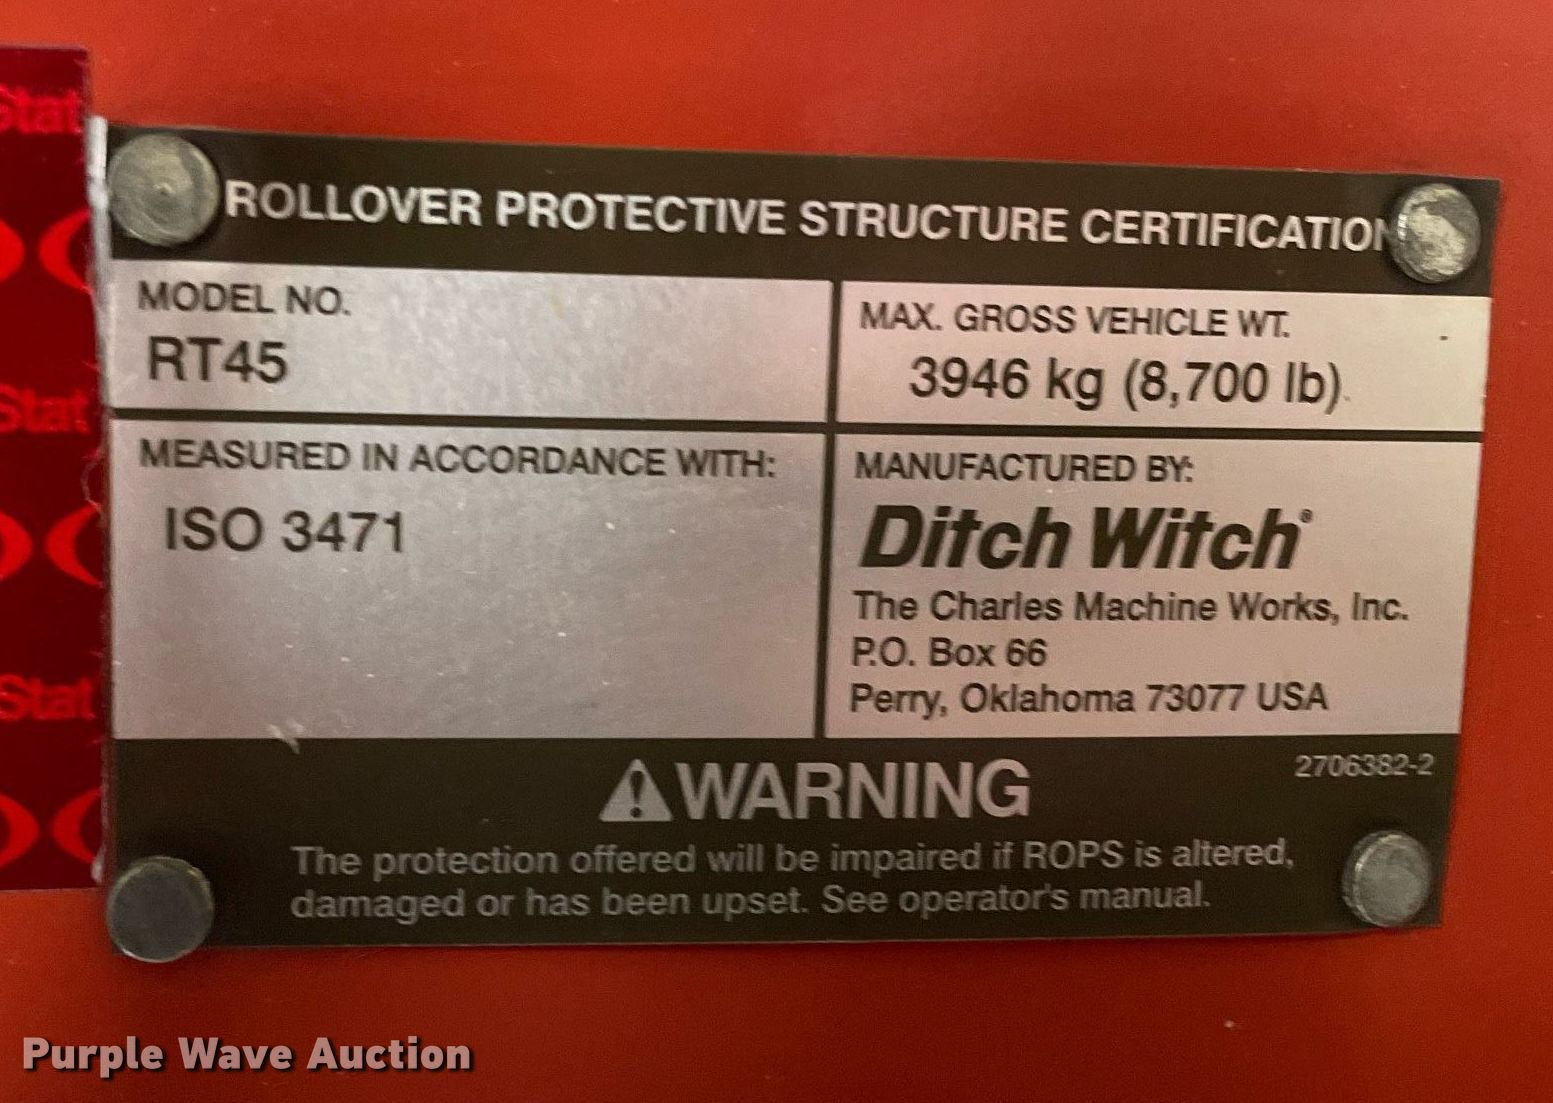 Stat
ROLLOVER PROTECTIVE STRUCTURE CERTIFICATION
MODEL NO.
RT45
MAX. GROSS VEHICLE WT.
3946 kg (8,700 lb)
Stat
MEASURED IN ACCORDANCE WITH:
ISO 3471
MANUFACTURED BY:
Ditch Witch®
The Charles Machine Works, Inc.
P.O. Box 66
Perry, Oklahoma 73077 USA
Stat
⚠WARNING
2706382-2
The protection offered will be impaired if ROPS is altered,
damaged or has been upset. See operator's manual.
Purple Wave Auction